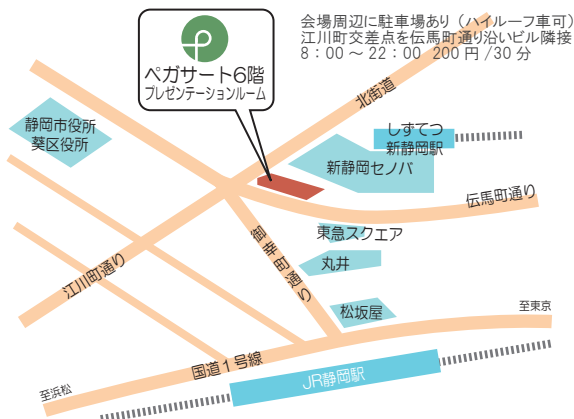 会場周辺に駐車場あり（ハイルーフ車可）
江川町交差点を伝馬町通り沿いビル隣接
8：00～22：00 200円/30分
ペガサート6階
プレゼンテーションルーム
北街道
静岡市役所
葵区役所
しずてつ
新静岡駅
新静岡セノバ
伝馬町通り
東急スクエア
御幸町通り
丸井
江川町通り
松坂屋
至東京
国道1号線
JR静岡駅
至浜松